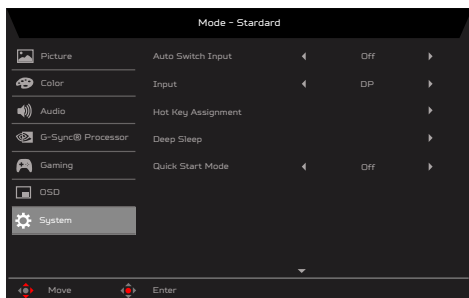 Mode - Stardard
Picture
Auto Switch Input Off
Color
Input DP
Audio
Hot Key Assignment
G-Sync® Processor
Deep Sleep
Gaming
Quick Start Mode Off
OSD
System
Move Enter